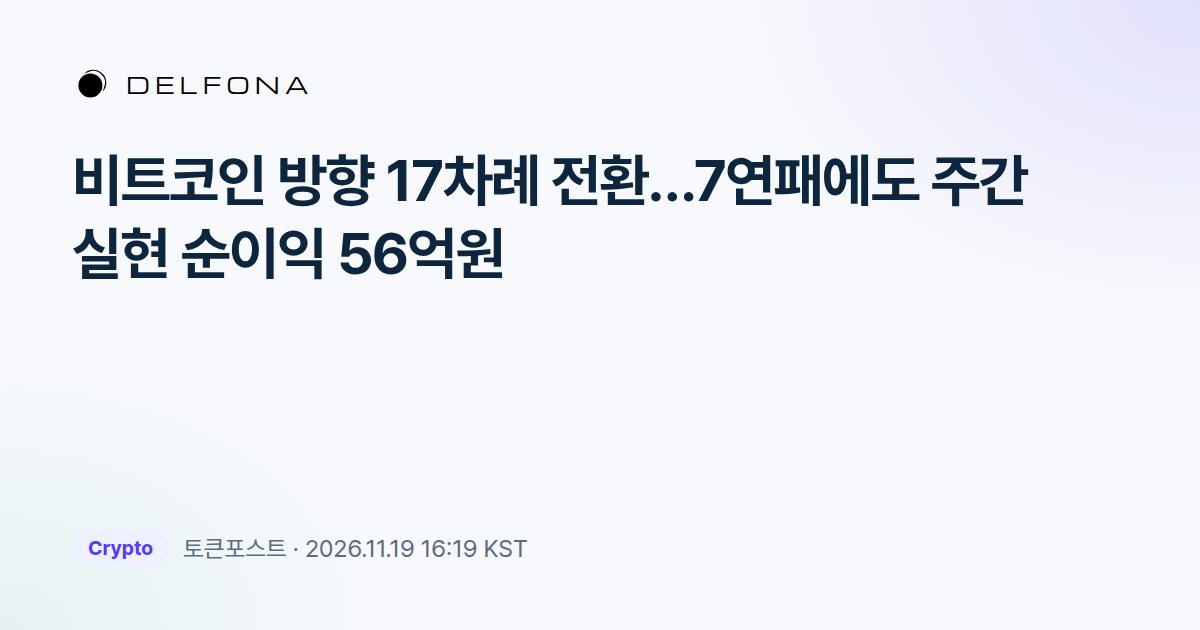 DELFONA
비트코인 방향 17차례 전환…7연패에도 주간
실현 순이익 56억원
Crypto 토큰포스트 · 2026.11.19 16:19 KST